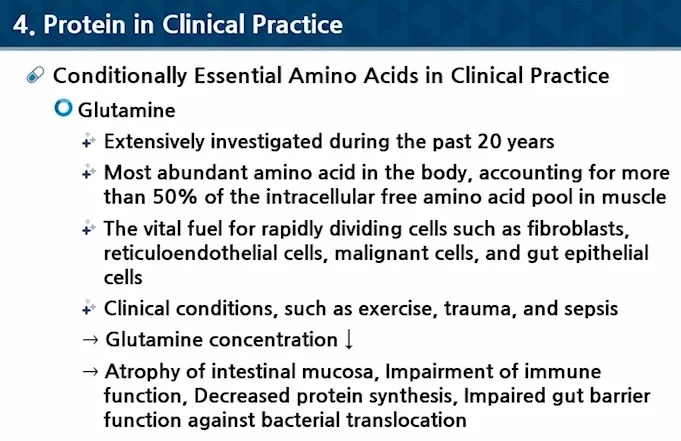 4. Protein in Clinical Practice
Conditionally Essential Amino Acids in Clinical Practice
Glutamine
Extensively investigated during the past 20 years
Most abundant amino acid in the body, accounting for more
than 50% of the intracellular free amino acid pool in muscle
The vital fuel for rapidly dividing cells such as fibroblasts,
reticuloendothelial cells, malignant cells, and gut epithelial
cells
Clinical conditions, such as exercise, trauma, and sepsis
→ Glutamine concentration ↓
→ Atrophy of intestinal mucosa, Impairment of immune
function, Decreased protein synthesis, Impaired gut barrier
function against bacterial translocation